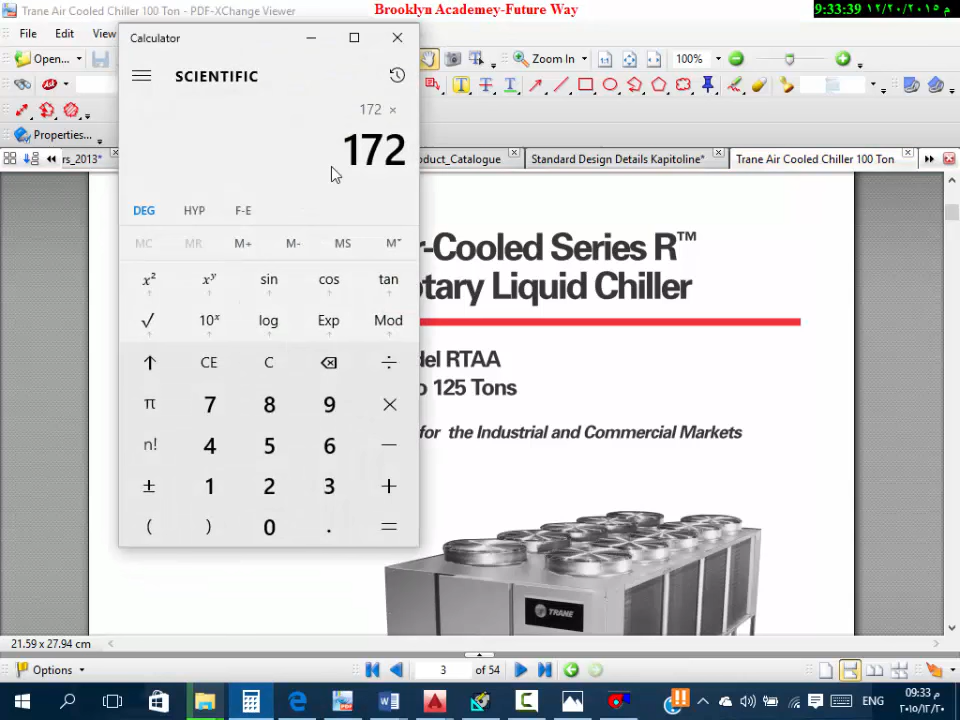 Trane Air Cooled Chiller 100 Ton - PDF-XChange Viewer
Brooklyn Academey-Future Way
9:33:39 م ١٢/٢٠/٢٠١٥
File Edit View
Calculator
Open...
Zoom In 100%
SCIENTIFIC
172 ×
172
Properties...
rs_2013*
oduct_Catalogue
Standard Design Details Kapitoline*
Trane Air Cooled Chiller 100 Ton
DEG HYP F-E
MC MR M+ M- MS M˅
x² xʸ sin cos tan
√ 10ˣ log Exp Mod
↑ CE C ⌫ ÷
π 7 8 9 ×
n! 4 5 6 −
± 1 2 3 +
( ) 0 . =
r-Cooled Series R™
otary Liquid Chiller
del RTAA
o 125 Tons
for the Industrial and Commercial Markets
TRANE
21.59 x 27.94 cm
Options
3 of 54
ENG
09:33 م
٢٠١٥/١٢/٢٠